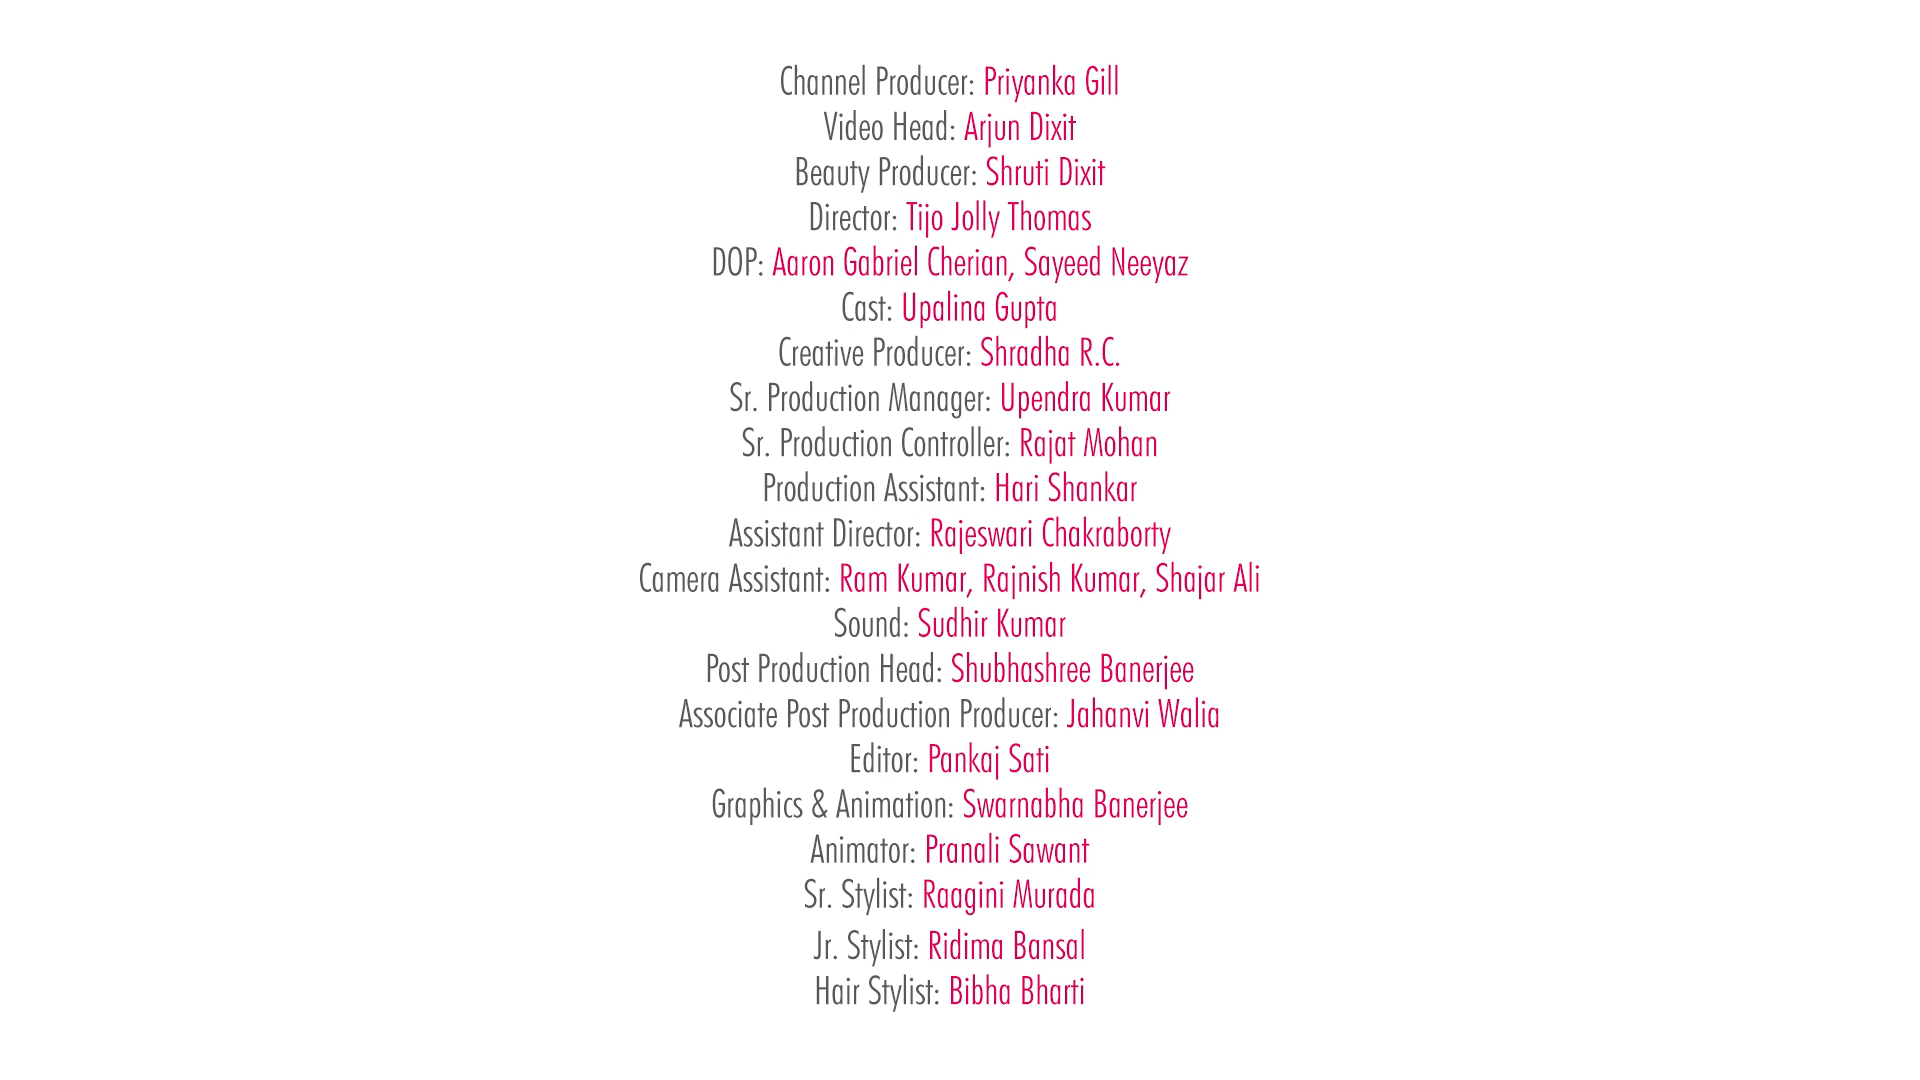 Channel Producer: Priyanka Gill
Video Head: Arjun Dixit
Beauty Producer: Shruti Dixit
Director: Tijo Jolly Thomas
DOP: Aaron Gabriel Cherian, Sayeed Neeyaz
Cast: Upalina Gupta
Creative Producer: Shradha R.C.
Sr. Production Manager: Upendra Kumar
Sr. Production Controller: Rajat Mohan
Production Assistant: Hari Shankar
Assistant Director: Rajeswari Chakraborty
Camera Assistant: Ram Kumar, Rajnish Kumar, Shajar Ali
Sound: Sudhir Kumar
Post Production Head: Shubhashree Banerjee
Associate Post Production Producer: Jahanvi Walia
Editor: Pankaj Sati
Graphics & Animation: Swarnabha Banerjee
Animator: Pranali Sawant
Sr. Stylist: Raagini Murada
Jr. Stylist: Ridima Bansal
Hair Stylist: Bibha Bharti